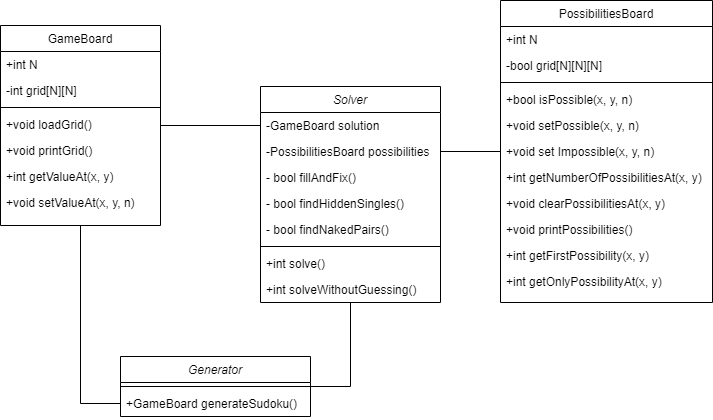 GameBoard
+int N
-int grid[N][N]
+void loadGrid()
+void printGrid()
+int getValueAt(x, y)
+void setValueAt(x, y, n)
Solver
-GameBoard solution
-PossibilitiesBoard possibilities
- bool fillAndFix()
- bool findHiddenSingles()
- bool findNakedPairs()
+int solve()
+int solveWithoutGuessing()
PossibilitiesBoard
+int N
-bool grid[N][N][N]
+bool isPossible(x, y, n)
+void setPossible(x, y, n)
+void set Impossible(x, y, n)
+int getNumberOfPossibilitiesAt(x, y)
+void clearPossibilitiesAt(x, y)
+void printPossibilities()
+int getFirstPossibility(x, y)
+int getOnlyPossibilityAt(x, y)
Generator
+GameBoard generateSudoku()